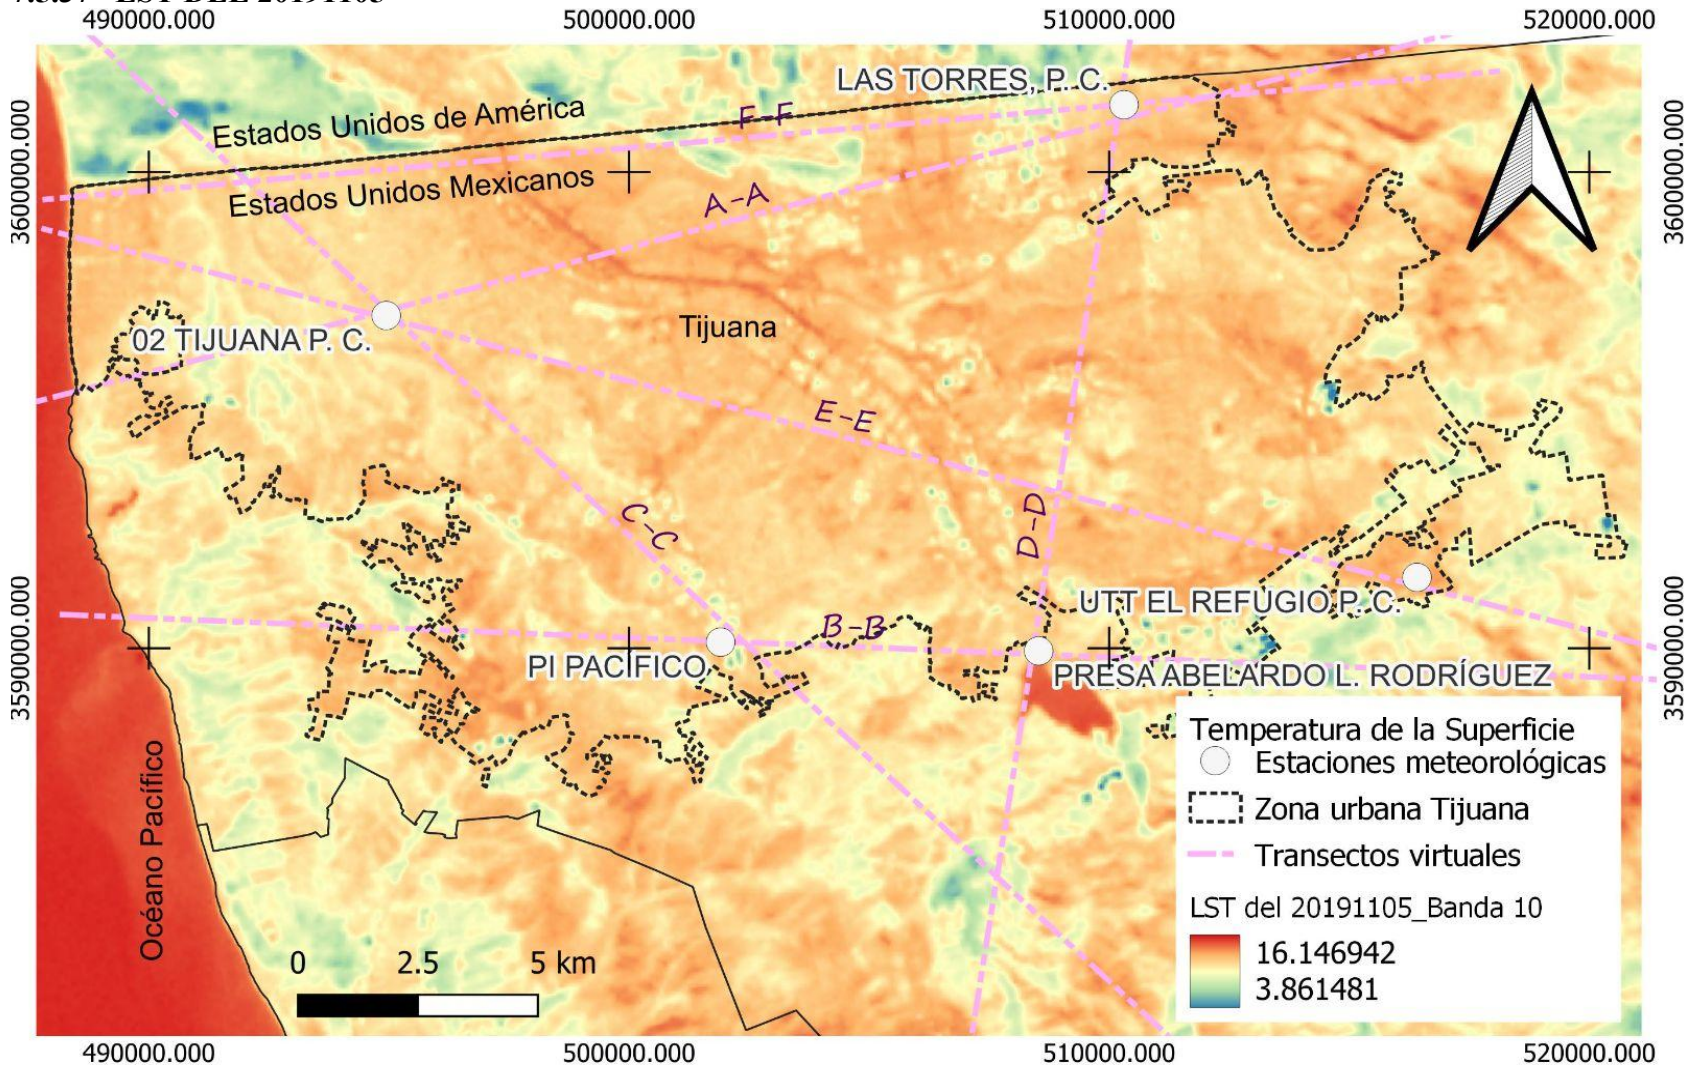 490000.000 500000.000 510000.000 520000.000
LAS TORRES, P. C.
Estados Unidos de América
F-F
3600000.000
3600000.000
Estados Unidos Mexicanos
A-A
Tijuana
02 TIJUANA P. C.
E-E
C-C
D-D
UTT EL REFUGIO P. C.
3590000.000
3590000.000
B-B
PI PACIFICO
PRESA ABELARDO L. RODRÍGUEZ
Océano Pacífico
Temperatura de la Superficie
Estaciones meteorológicas
Zona urbana Tijuana
Transectos virtuales
LST del 20191105_Banda 10
16.146942
3.861481
0 2.5 5 km
490000.000 500000.000 510000.000 520000.000